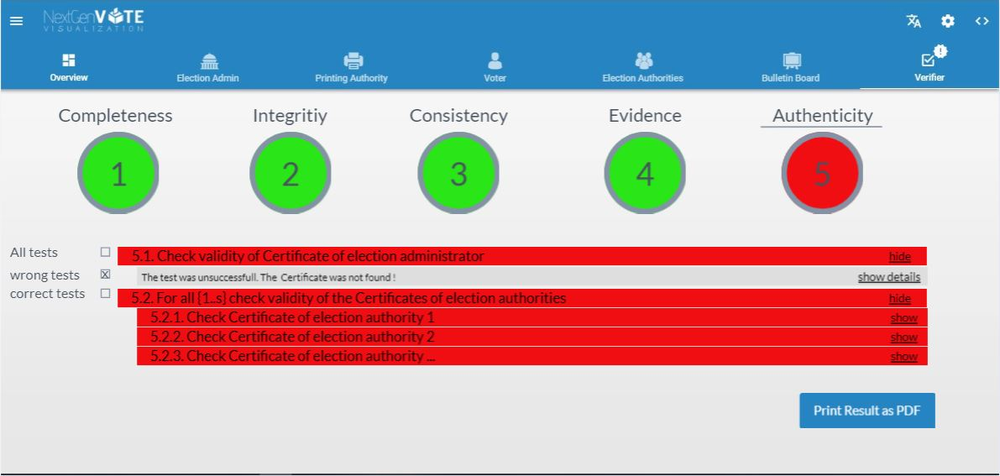 NextGenVOTE
VISUALIZATION
Overview
Election Admin
Printing Authority
Voter
Election Authorities
Bulletin Board
Verifier
Completeness
Integritiy
Consistency
Evidence
Authenticity
1
2
3
4
5
All tests
5.1. Check validity of Certificate of election administrator
hide
wrong tests
X
The test was unsuccessfull. The Certificate was not found !
show details
correct tests
5.2. For all {1..s} check validity of the Certificates of election authorities
hide
5.2.1. Check Certificate of election authority 1
show
5.2.2. Check Certificate of election authority 2
show
5.2.3. Check Certificate of election authority ...
show
Print Result as PDF